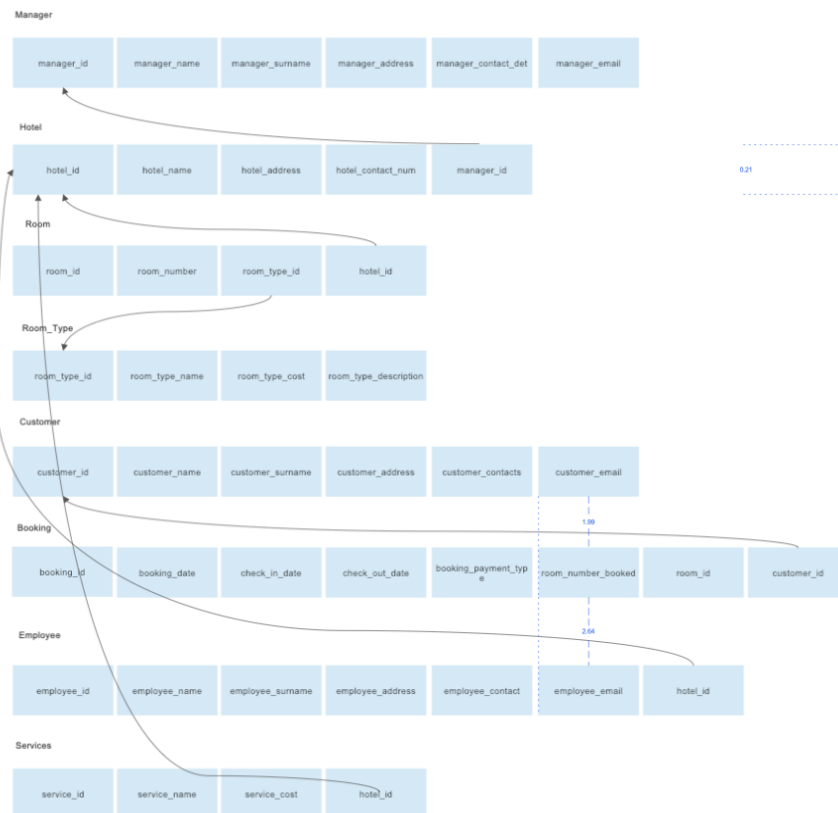 Manager
manager_id manager_name manager_surname manager_address manager_contact_det manager_email
Hotel
hotel_id hotel_name hotel_address hotel_contact_num manager_id
0.21
Room
room_id room_number room_type_id hotel_id
Room_Type
room_type_id room_type_name room_type_cost room_type_description
Customer
customer_id customer_name customer_surname customer_address customer_contacts customer_email
1.99
Booking
booking_id booking_date check_in_date check_out_date booking_payment_typ
e room_number_booked room_id customer_id
2.64
Employee
employee_id employee_name employee_surname employee_address employee_contact employee_email hotel_id
Services
service_id service_name service_cost hotel_id